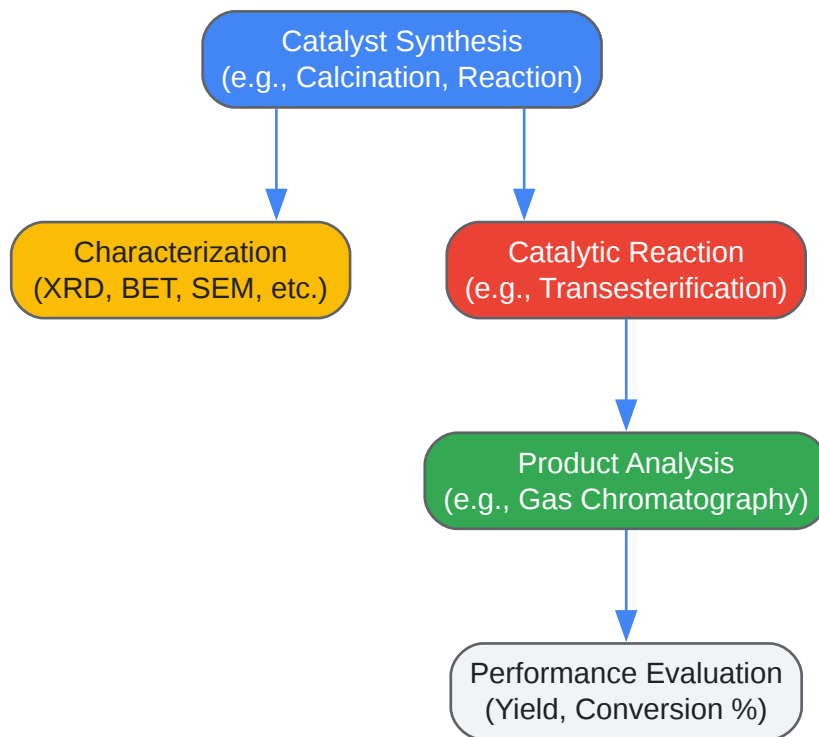 Catalyst Synthesis
(e.g., Calcination, Reaction)
Characterization
(XRD, BET, SEM, etc.)
Catalytic Reaction
(e.g., Transesterification)
Product Analysis
(e.g., Gas Chromatography)
Performance Evaluation
(Yield, Conversion %)